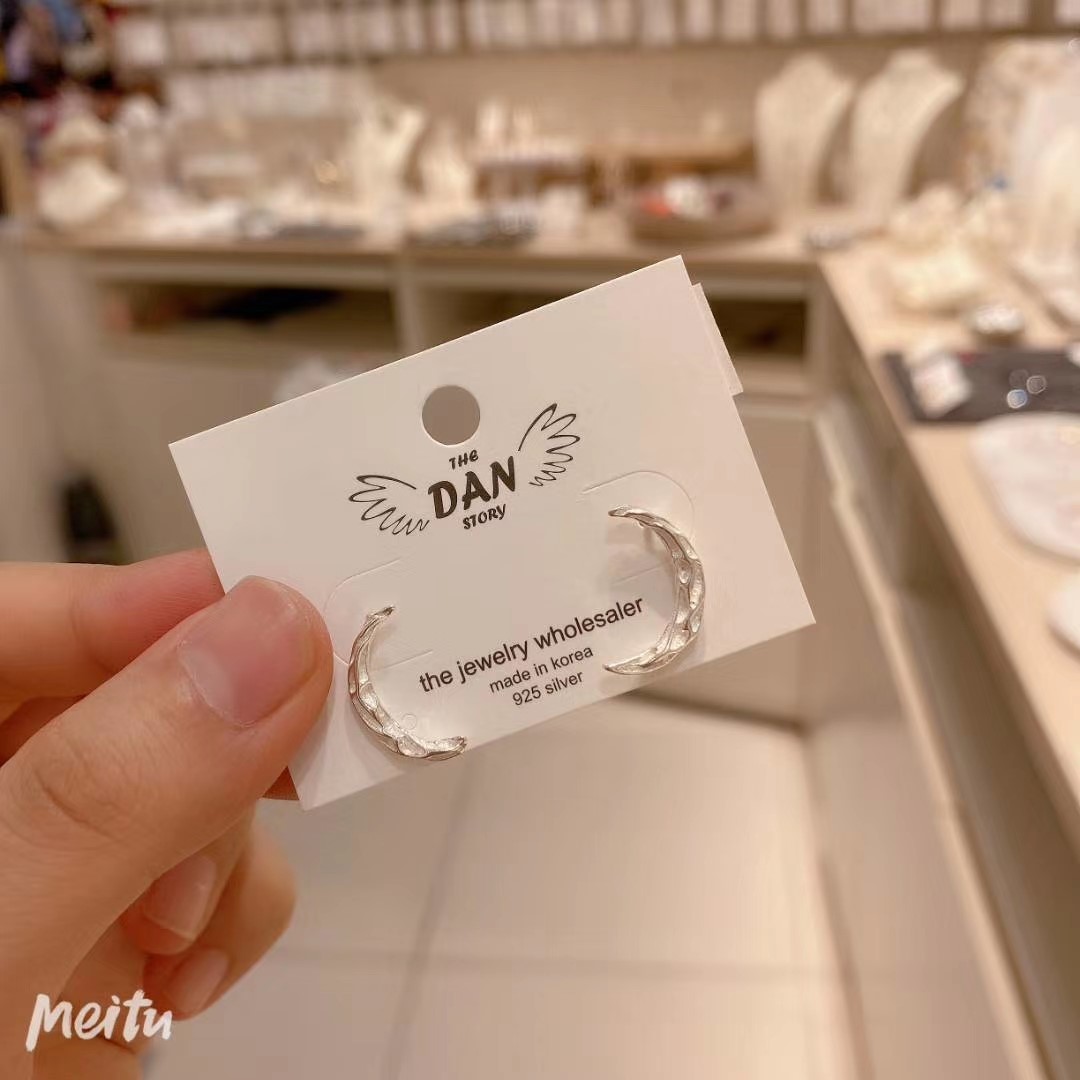 THE
DAN
STORY
the jewelry wholesaler
made in korea
925 silver
meitu